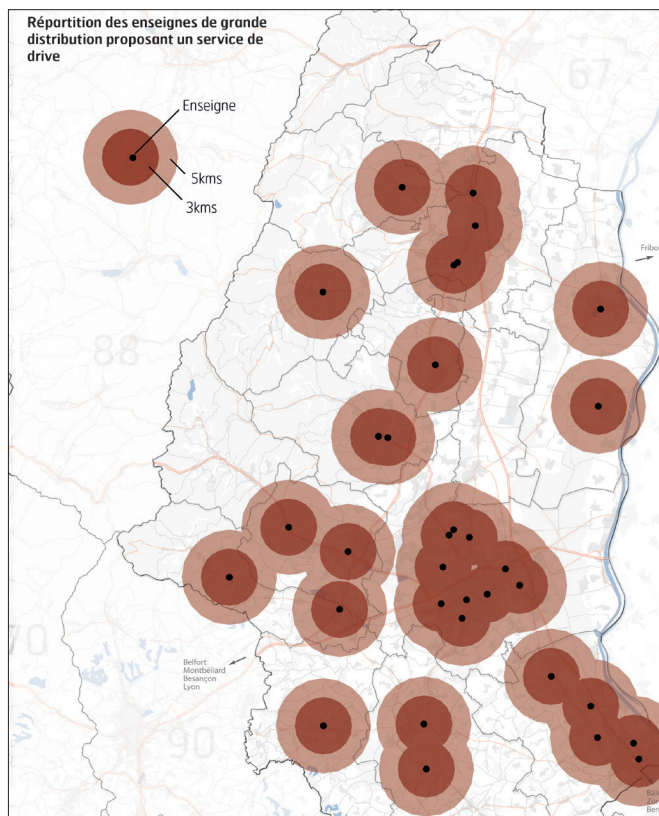 Répartition des enseignes de grande
distribution proposant un service de
drive
67
Enseigne
5kms
3kms
88
70
Belfort
Montbéliard
Besançon
Lyon
90